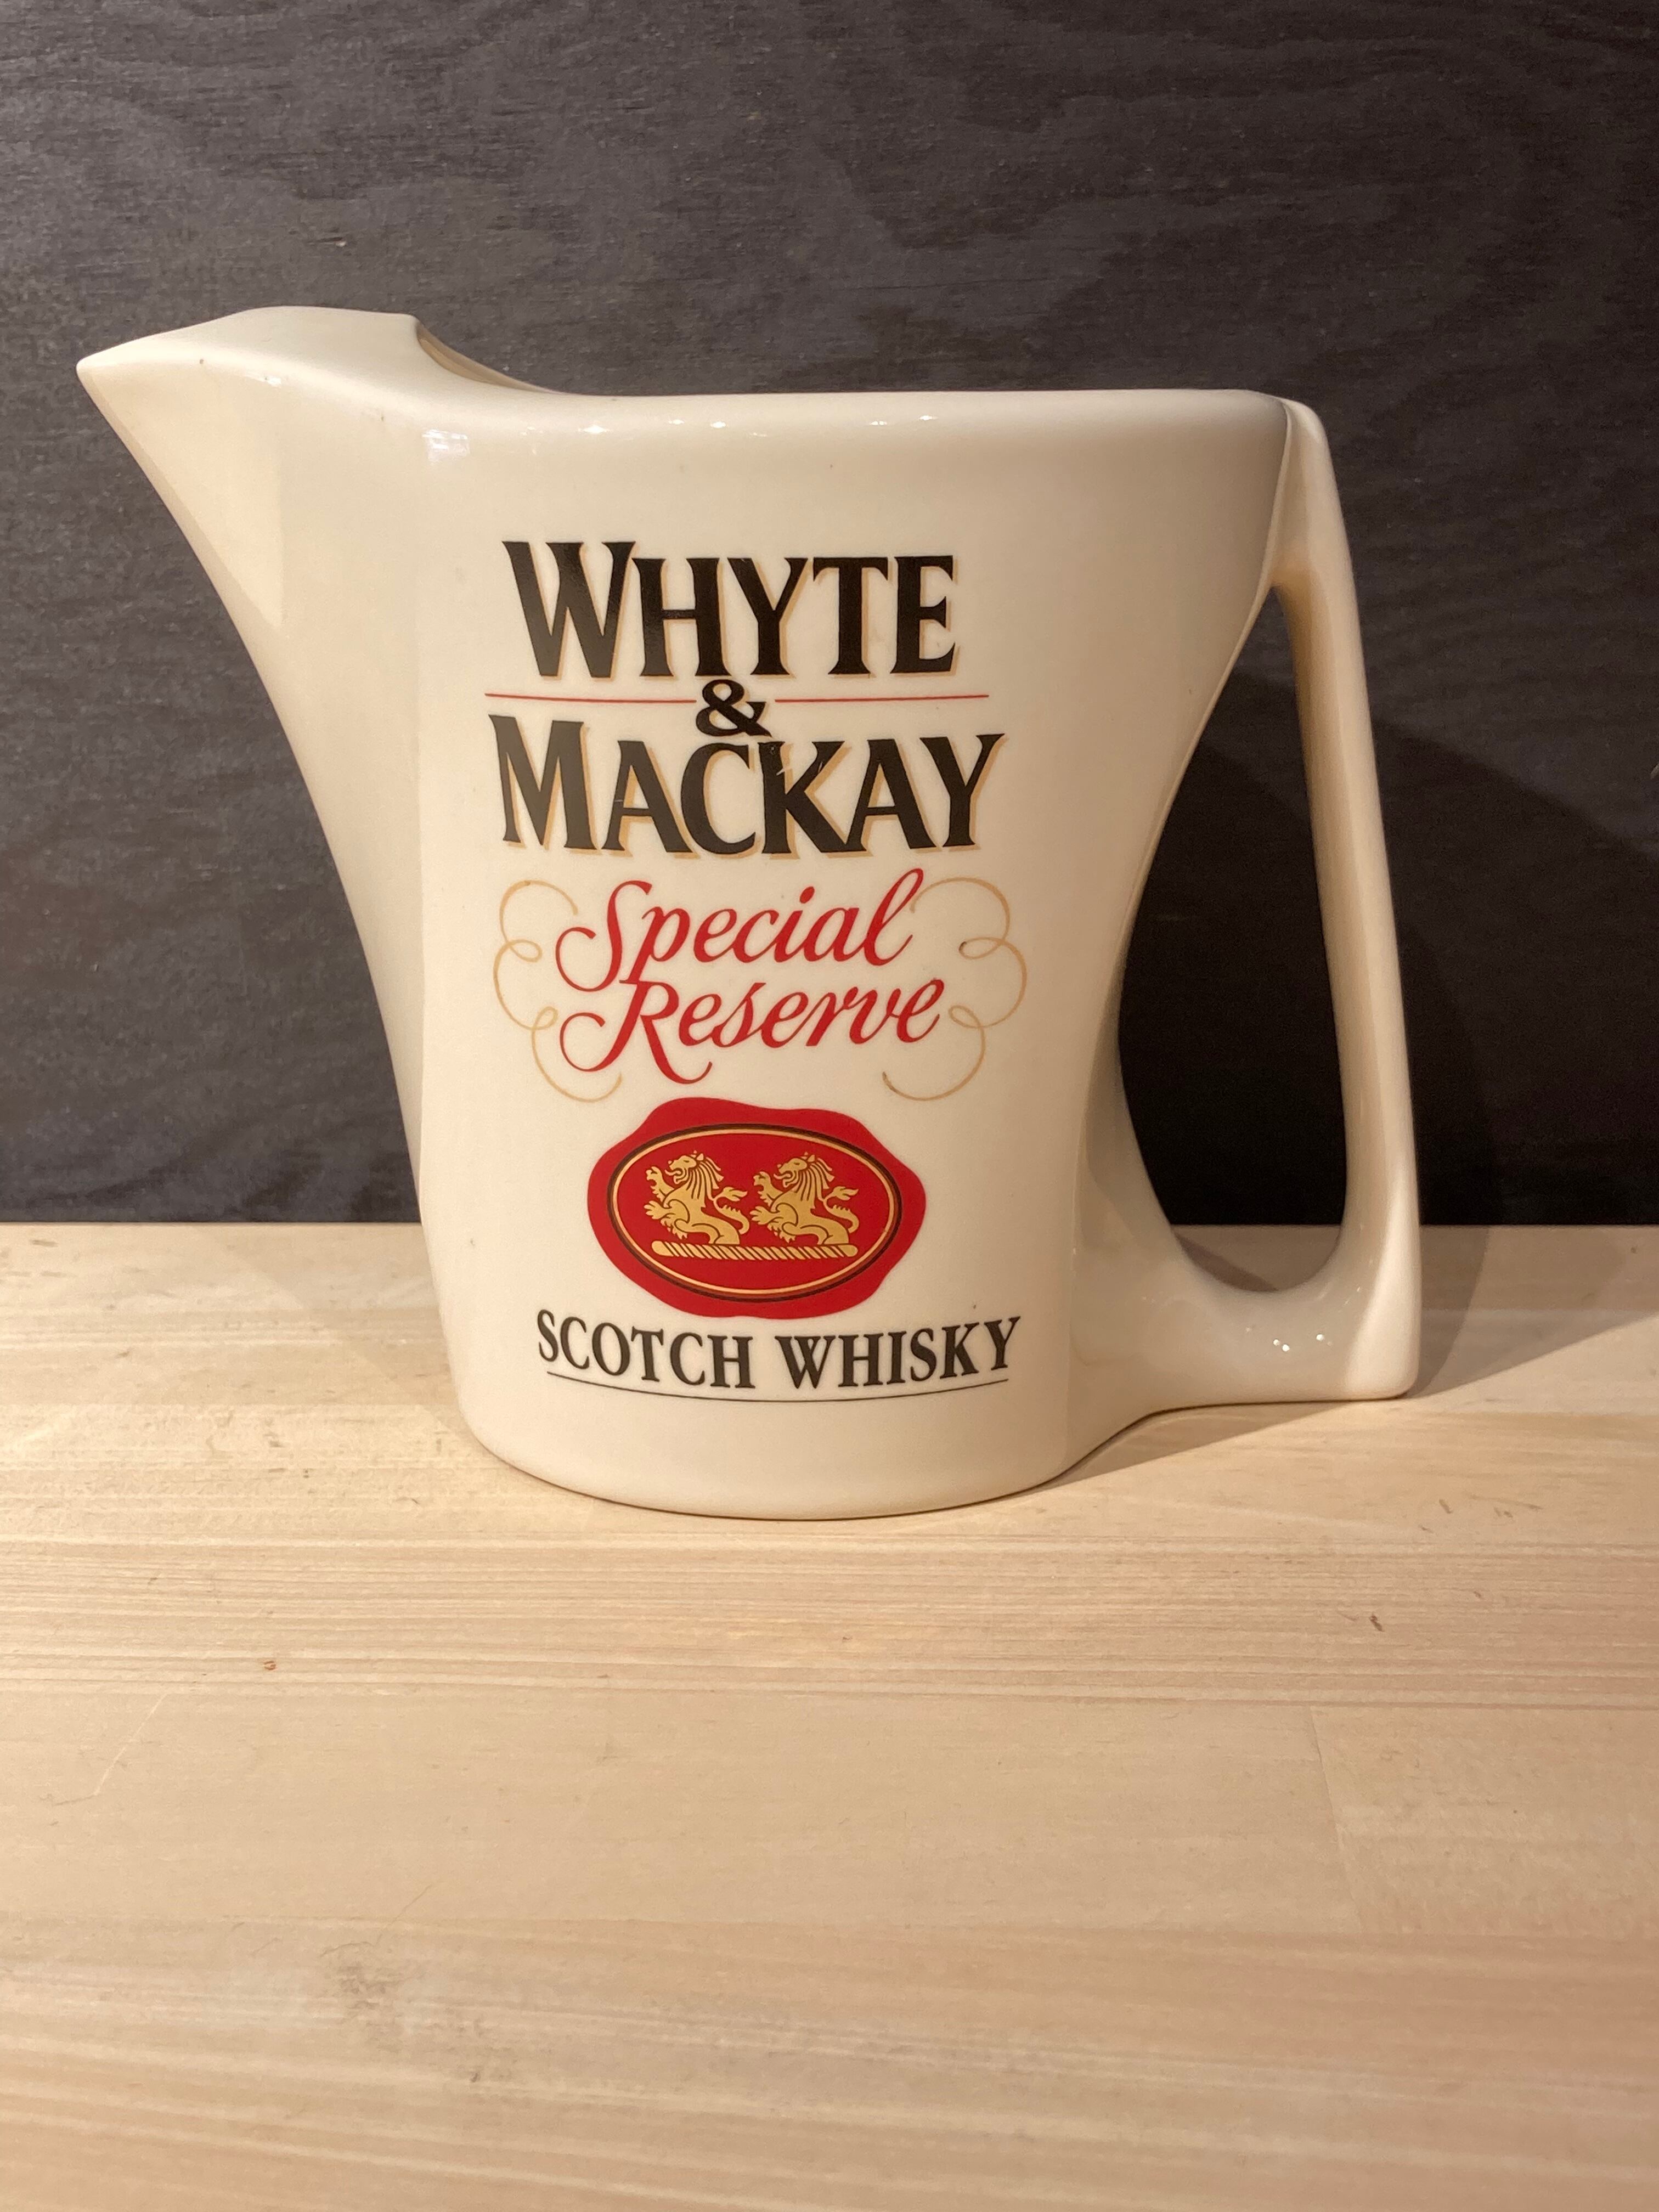 WHYTE
&
MACKAY
Special
Reserve
SCOTCH WHISKY